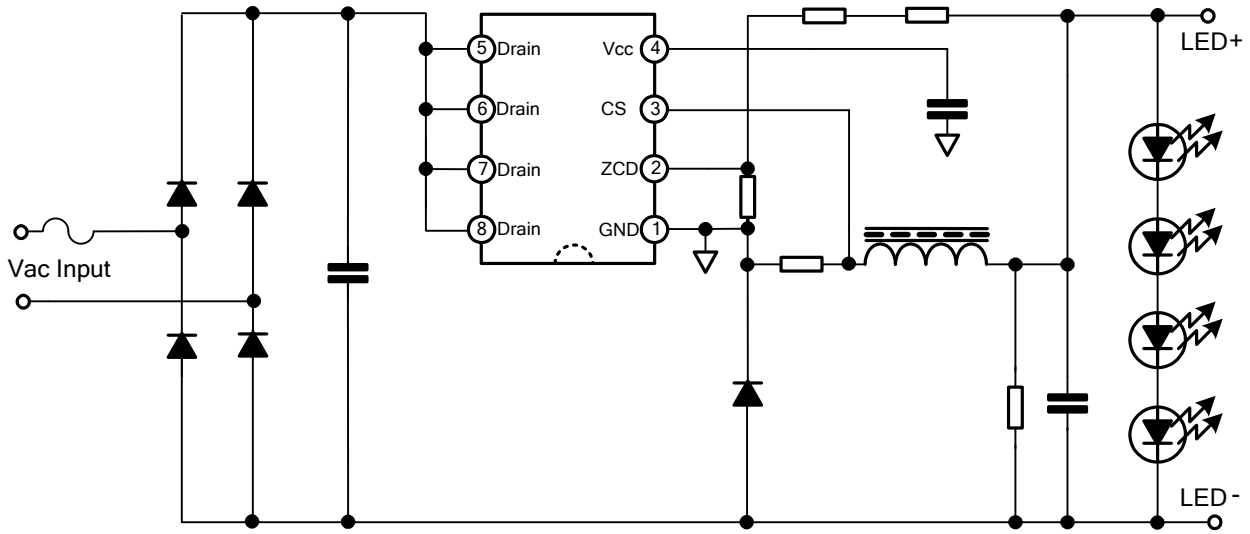 5 Drain
6 Drain
7 Drain
8 Drain
Vcc 4
CS 3
ZCD 2
GND 1
LED+
Vac Input
LED-